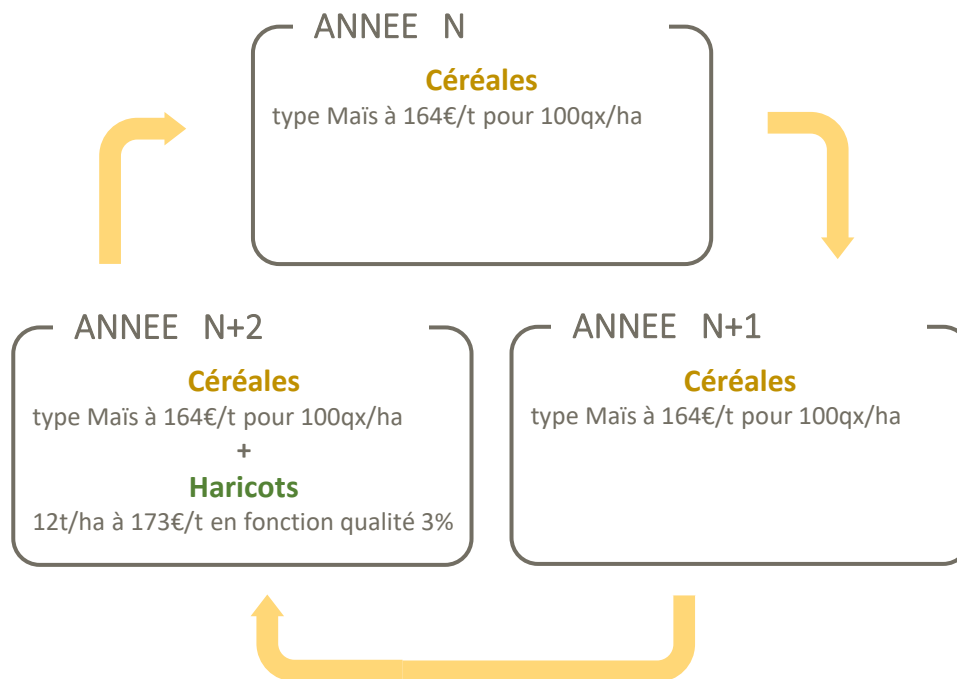 ANNEE N
Céréales
type Maïs à 164€/t pour 100qx/ha
ANNEE N+2
Céréales
type Maïs à 164€/t pour 100qx/ha
+
Haricots
12t/ha à 173€/t en fonction qualité 3%
ANNEE N+1
Céréales
type Maïs à 164€/t pour 100qx/ha